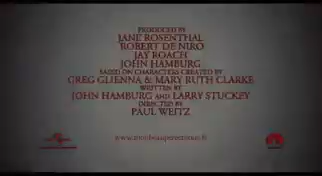 PRODUCED BY
JANE ROSENTHAL
ROBERT DE NIRO
JAY ROACH
JOHN HAMBURG
BASED ON CHARACTERS CREATED BY
GREG GLIENNA & MARY RUTH CLARKE
WRITTEN BY
JOHN HAMBURG AND LARRY STUCKEY
DIRECTED BY
PAUL WEITZ